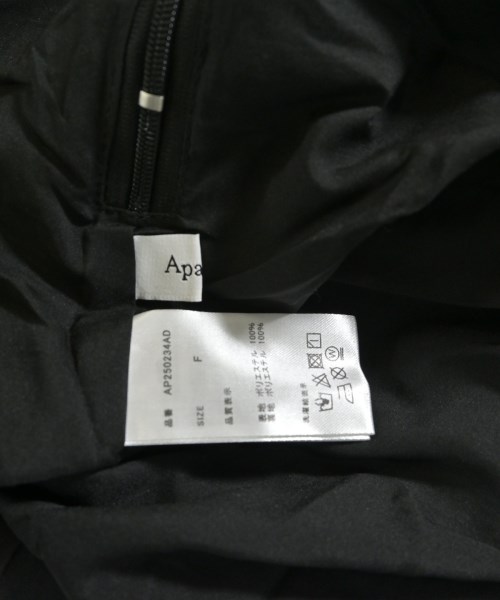 Apa
品番 AP250234AD
SIZE F
品質表示
表地 ポリエステル 100%
裏地 ポリエステル 100%
洗濯絵表示